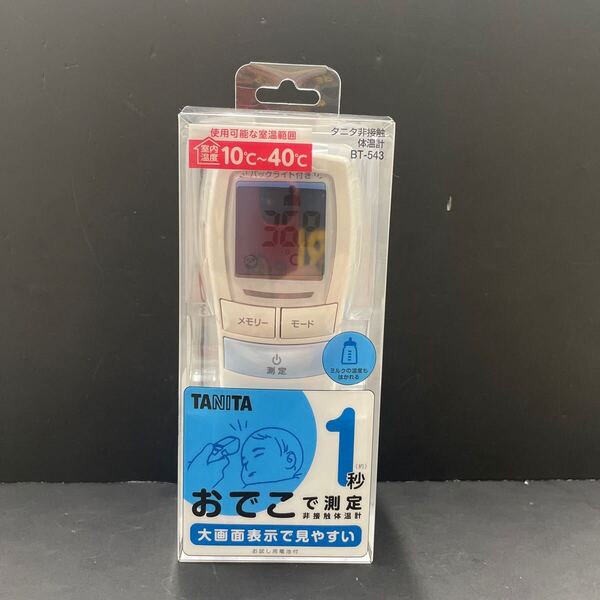 使用可能な室温範囲
室内温度
10℃~40℃
タニタ非接触
体温計
BT-543
バックライト付き
メモリー
モード
測定
ミルクの温度も
はかれる
TANITA
1秒
(約)
おでこで測定
非接触体温計
大画面表示で見やすい
お試し用電池付